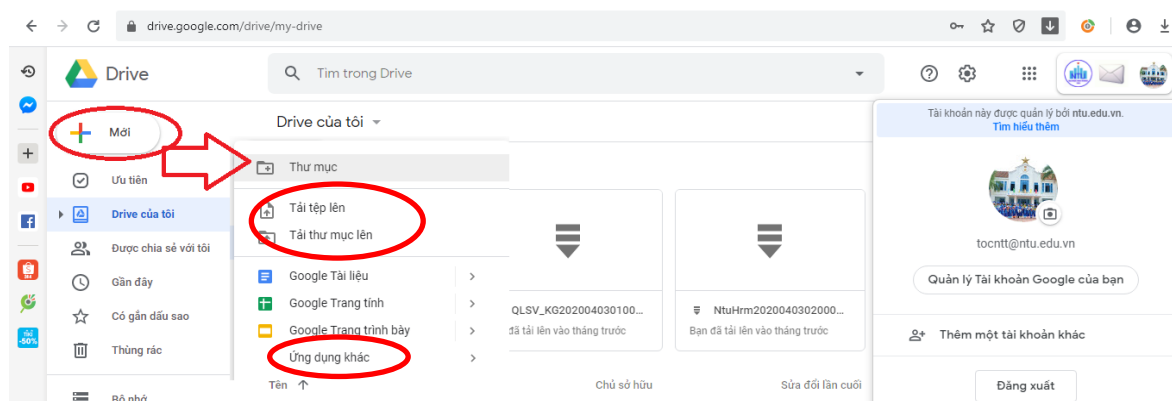 drive.google.com/drive/my-drive
Drive
Tìm trong Drive
Mới
Drive của tôi
Tài khoản này được quản lý bởi ntu.edu.vn.
Tìm hiểu thêm
Thư mục
Ưu tiên
Tải tệp lên
Drive của tôi
Tải thư mục lên
Được chia sẻ với tôi
tocntt@ntu.edu.vn
Gần đây
Google Tài liệu
Quản lý Tài khoản Google của bạn
Google Trang tính
QLSV_KG202004030100...
NtuHrm2020040302000...
Có gắn dấu sao
Google Trang trình bày
đã tải lên vào tháng trước
Bạn đã tải lên vào tháng trước
Thêm một tài khoản khác
Thùng rác
Ứng dụng khác
-50%
Tên
Chủ sở hữu
Sửa đổi lần cuối
Đăng xuất
Bộ nhớ